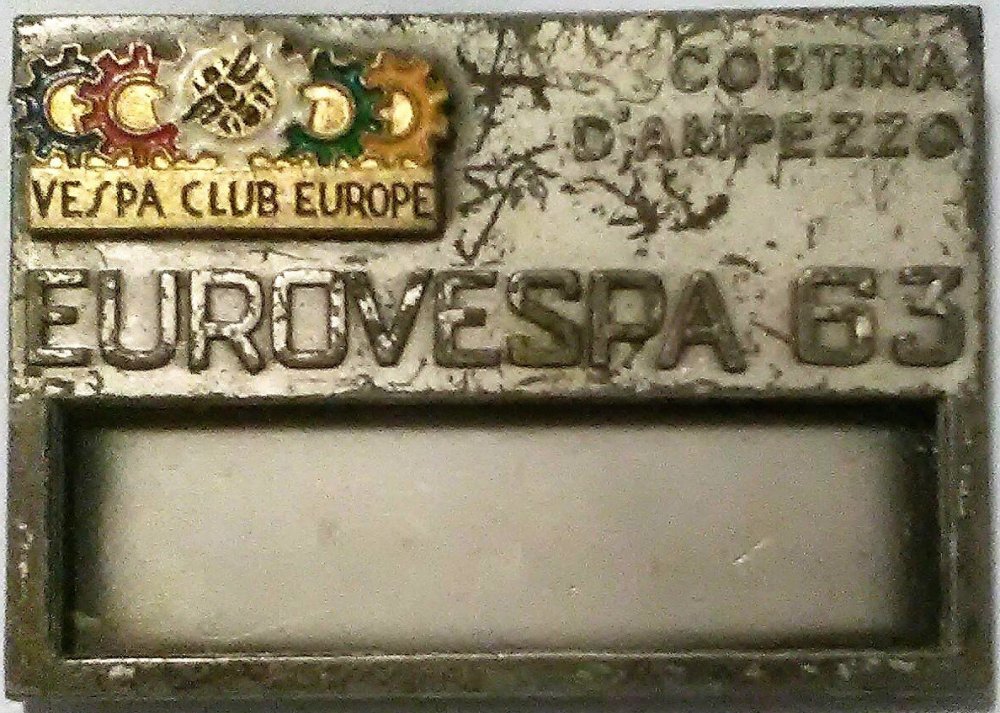 CORTINA
D'AMPEZZO
VESPA CLUB EUROPE
EUROVESPA 63